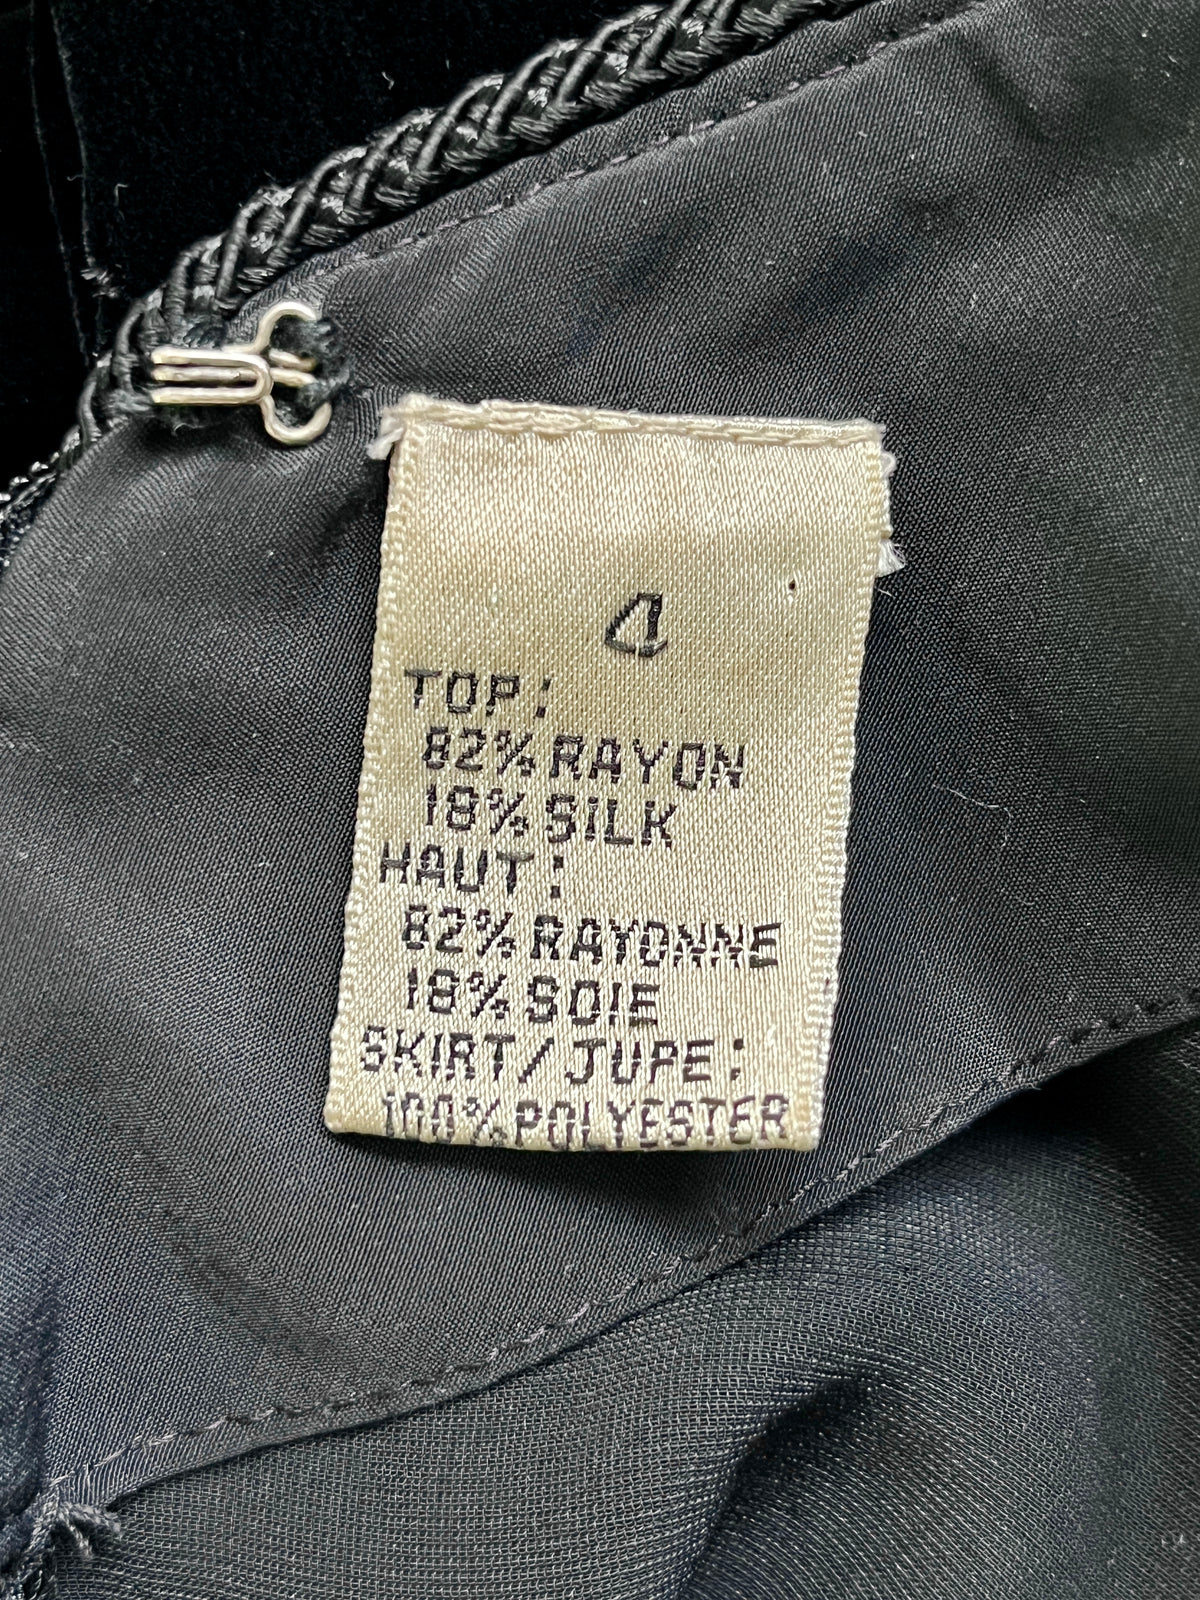 4
TOP:
82% RAYON
18% SILK
HAUT:
82% RAYONNE
18% SOIE
SKIRT/JUPE:
100% POLYESTER